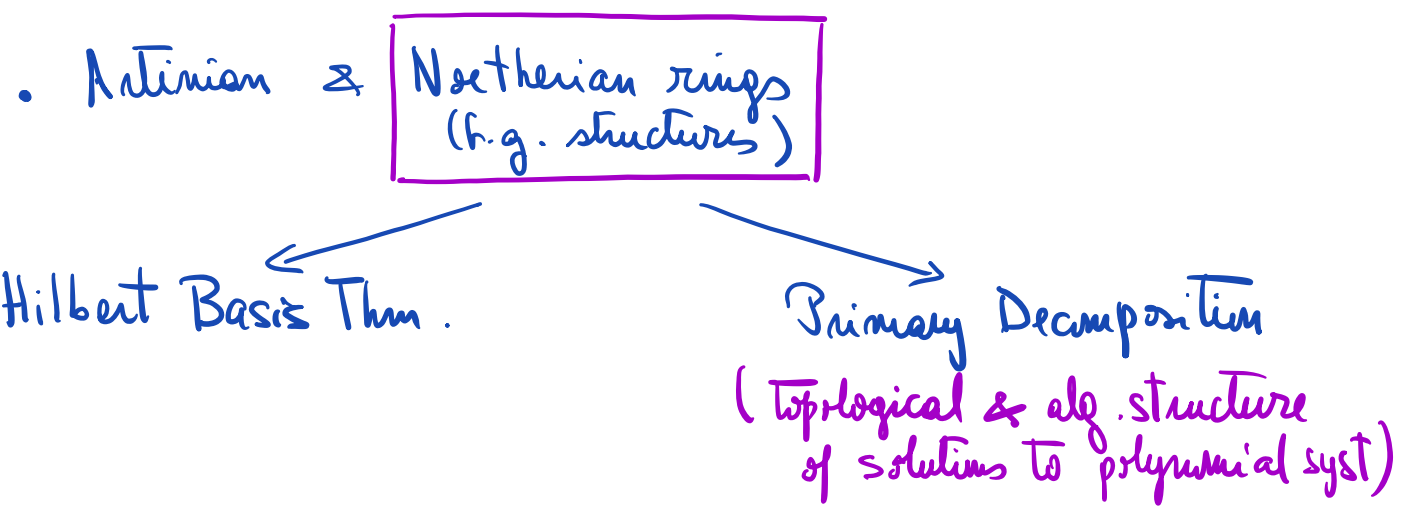 • Artinian & Noetherian rings
(f.g. structures)
Hilbert Basis Thm.
Primary Decomposition
(Topological & alg. structure
of solutions to polynomial syst)